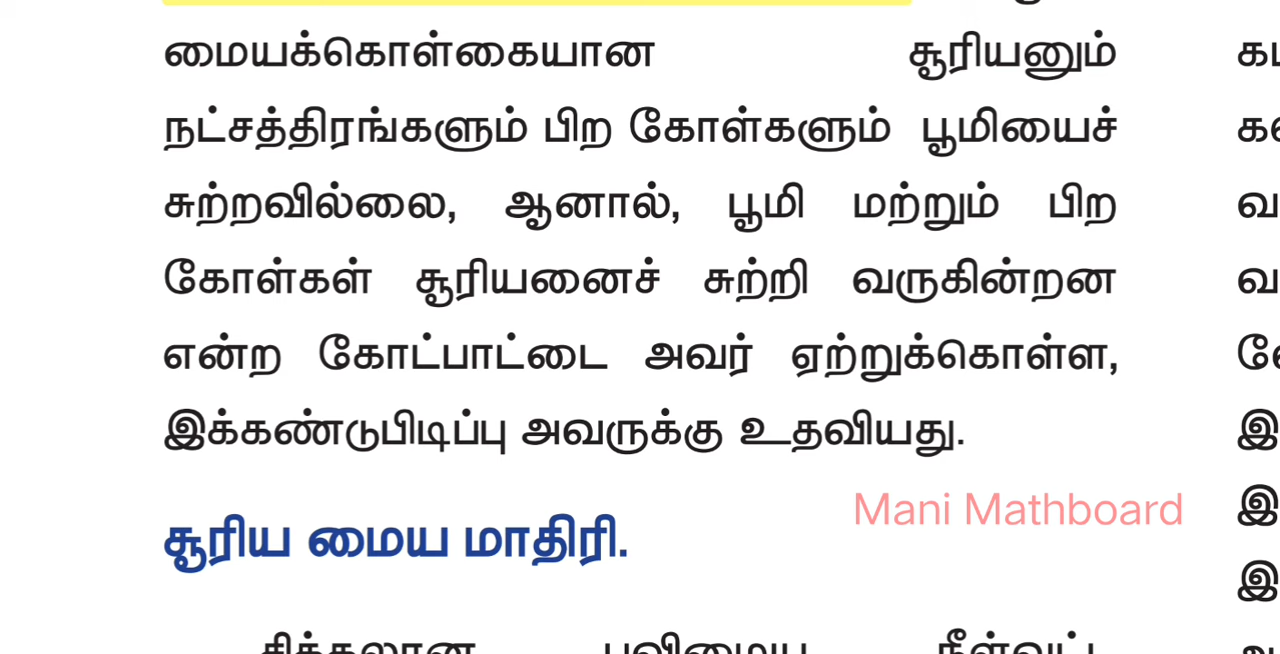 மையக்கொள்கையான சூரியனும்
நட்சத்திரங்களும் பிற கோள்களும் பூமியைச்
சுற்றவில்லை, ஆனால், பூமி மற்றும் பிற
கோள்கள் சூரியனைச் சுற்றி வருகின்றன
என்ற கோட்பாட்டை அவர் ஏற்றுக்கொள்ள,
இக்கண்டுபிடிப்பு அவருக்கு உதவியது.
Mani Mathboard
சூரிய மைய மாதிரி.